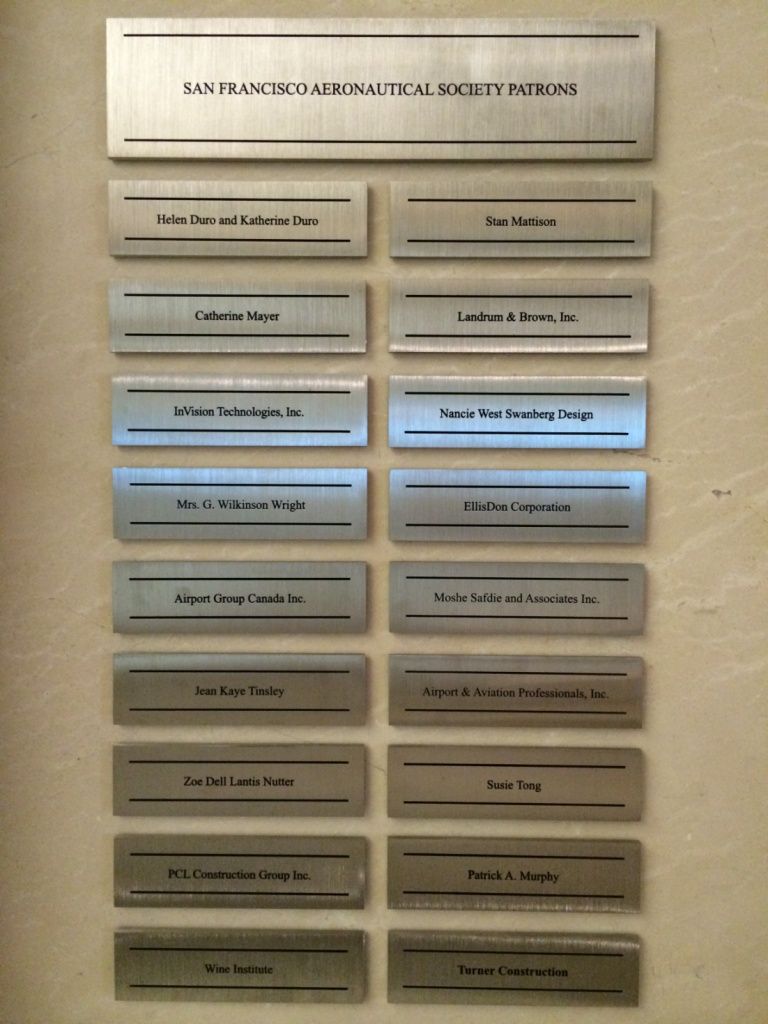 SAN FRANCISCO AERONAUTICAL SOCIETY PATRONS
Helen Duro and Katherine Duro
Stan Mattison
Catherine Mayer
Landrum & Brown, Inc.
InVision Technologies, Inc.
Nancie West Swanberg Design
Mrs. G. Wilkinson Wright
EllisDon Corporation
Airport Group Canada Inc.
Moshe Safdie and Associates Inc.
Jean Kaye Tinsley
Airport & Aviation Professionals, Inc.
Zoe Dell Lantis Nutter
Susie Tong
PCL Construction Group Inc.
Patrick A. Murphy
Wine Institute
Turner Construction